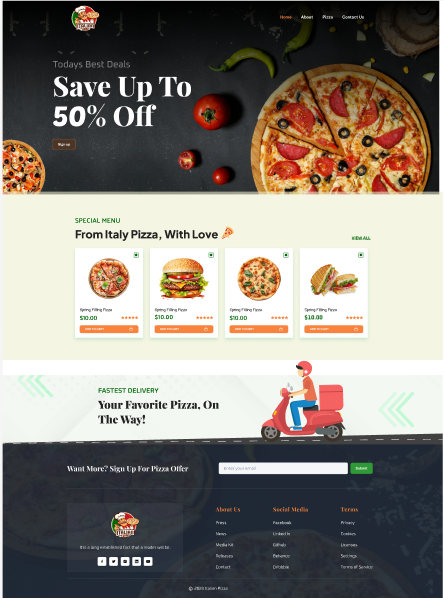 Home About Pizza Contact Us
Todays Best Deals
Save Up To
50% Off
Sign up
SPECIAL MENU
From Italy Pizza, With Love
VIEW ALL
Spring Filling Pizza Spring Filling Pizza Spring Filling Pizza Spring Filling Pizza
$10.00 $10.00 $10.00 $10.00
ADD TO CART ADD TO CART ADD TO CART ADD TO CART
FASTEST DELIVERY
Your Favorite Pizza, On
The Way!
Want More? Sign Up For Pizza Offer
Enter your email
Submit
About Us Social Media Terms
Press Facebook Privacy
News LinkedIn Cookies
Media Kit Github Licenses
Releases Behance Settings
Contact Dribbble Terms of Service
It is a long established fact that a reader will be
© 2023 Italian Pizza